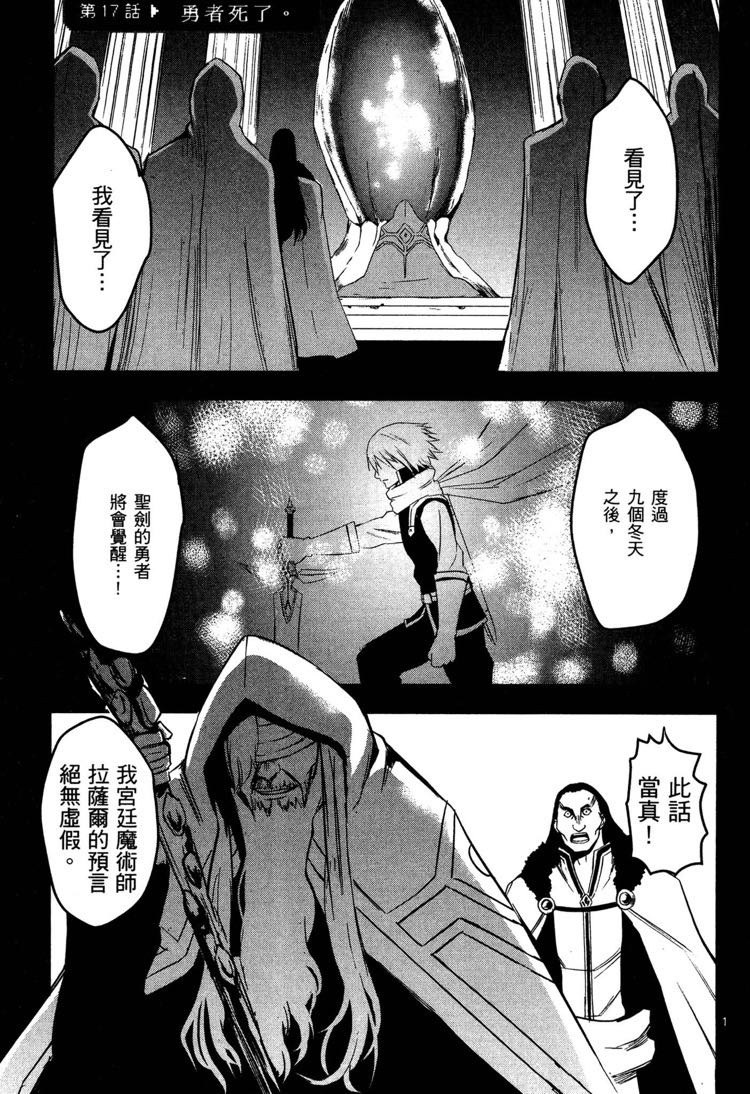 第17話▶ 勇者死了。
看見了…
我看見了…
度過
九個冬天
之後，
聖劍的勇者
將會覺醒…！
此話
當真！
我宮廷魔術師
拉薩爾的預言
絕無虛假。
1